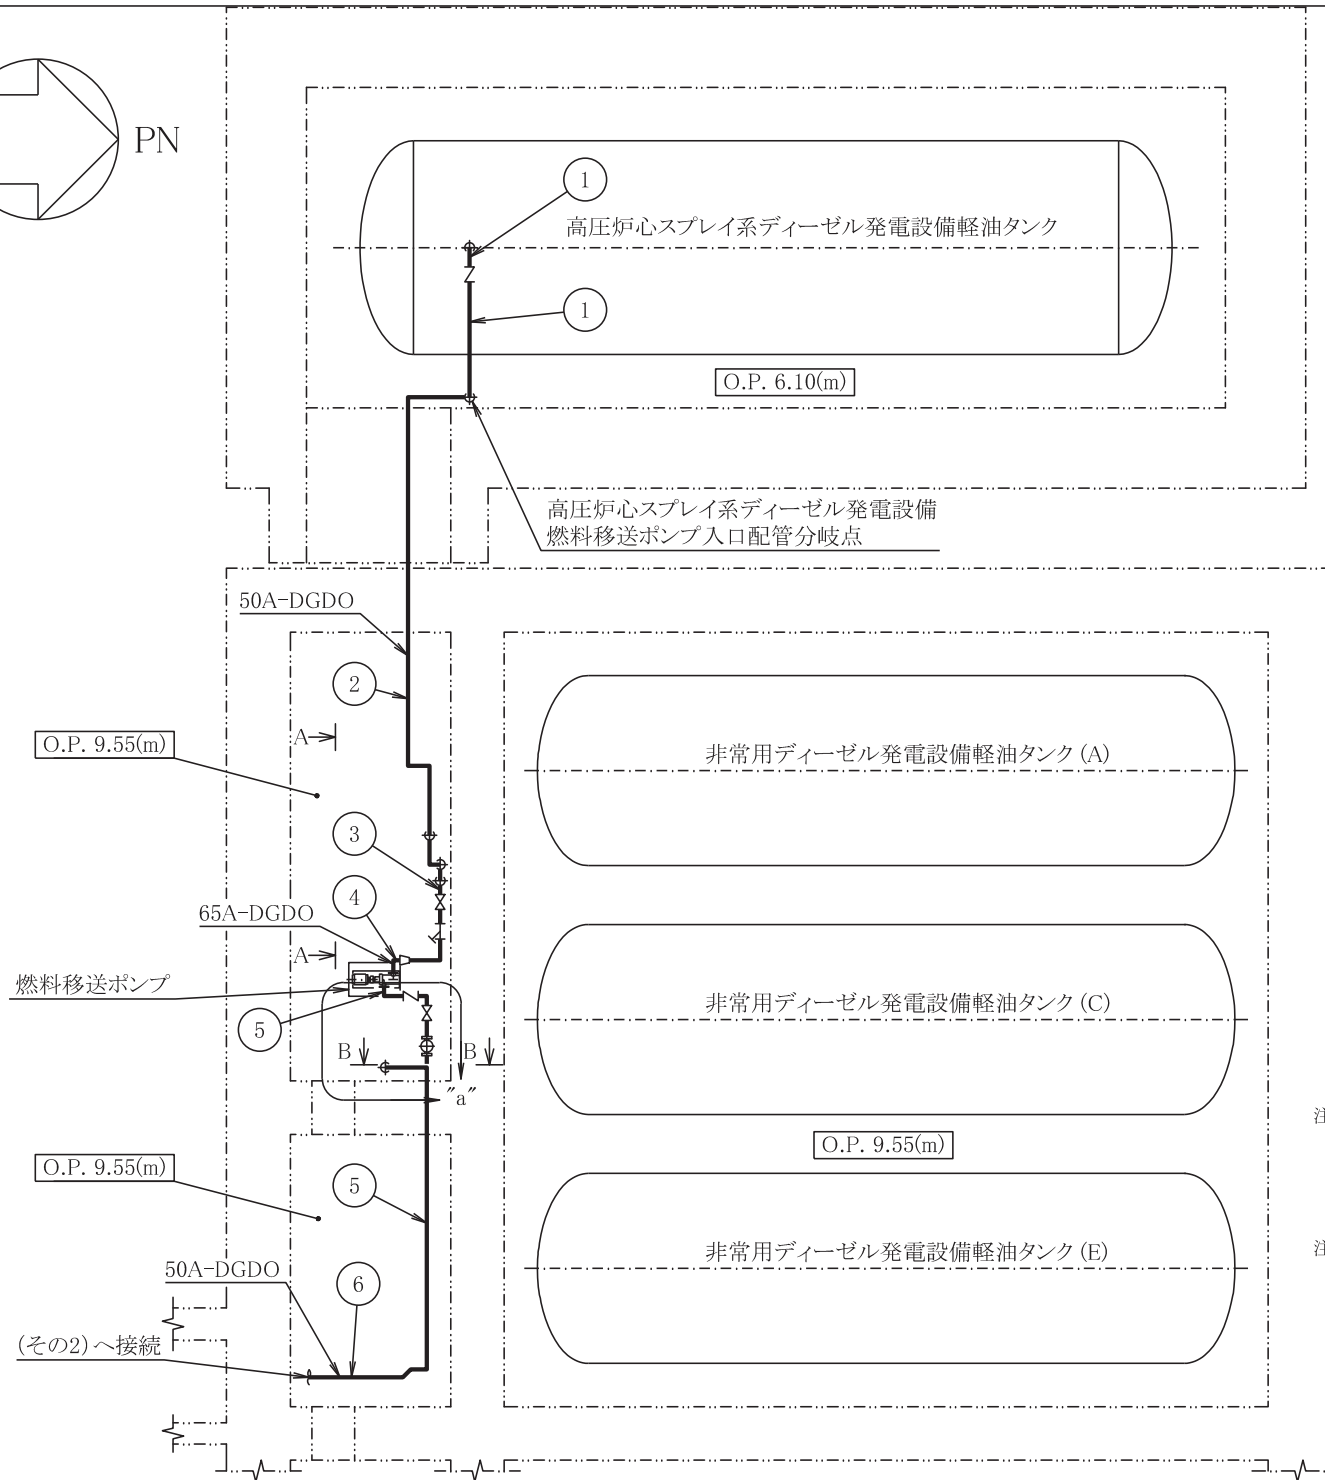 PN
1
高圧炉心スプレイ系ディーゼル発電設備軽油タンク
1
O.P. 6.10(m)
高圧炉心スプレイ系ディーゼル発電設備
燃料移送ポンプ入口配管分岐点
50A-DGDO
2
A
O.P. 9.55(m)
非常用ディーゼル発電設備軽油タンク(A)
3
4
65A-DGDO
A
燃料移送ポンプ
非常用ディーゼル発電設備軽油タンク(C)
5
B
B
"a"
注
O.P. 9.55(m)
O.P. 9.55(m)
5
非常用ディーゼル発電設備軽油タンク(E)
注
50A-DGDO
6
(その2)へ接続